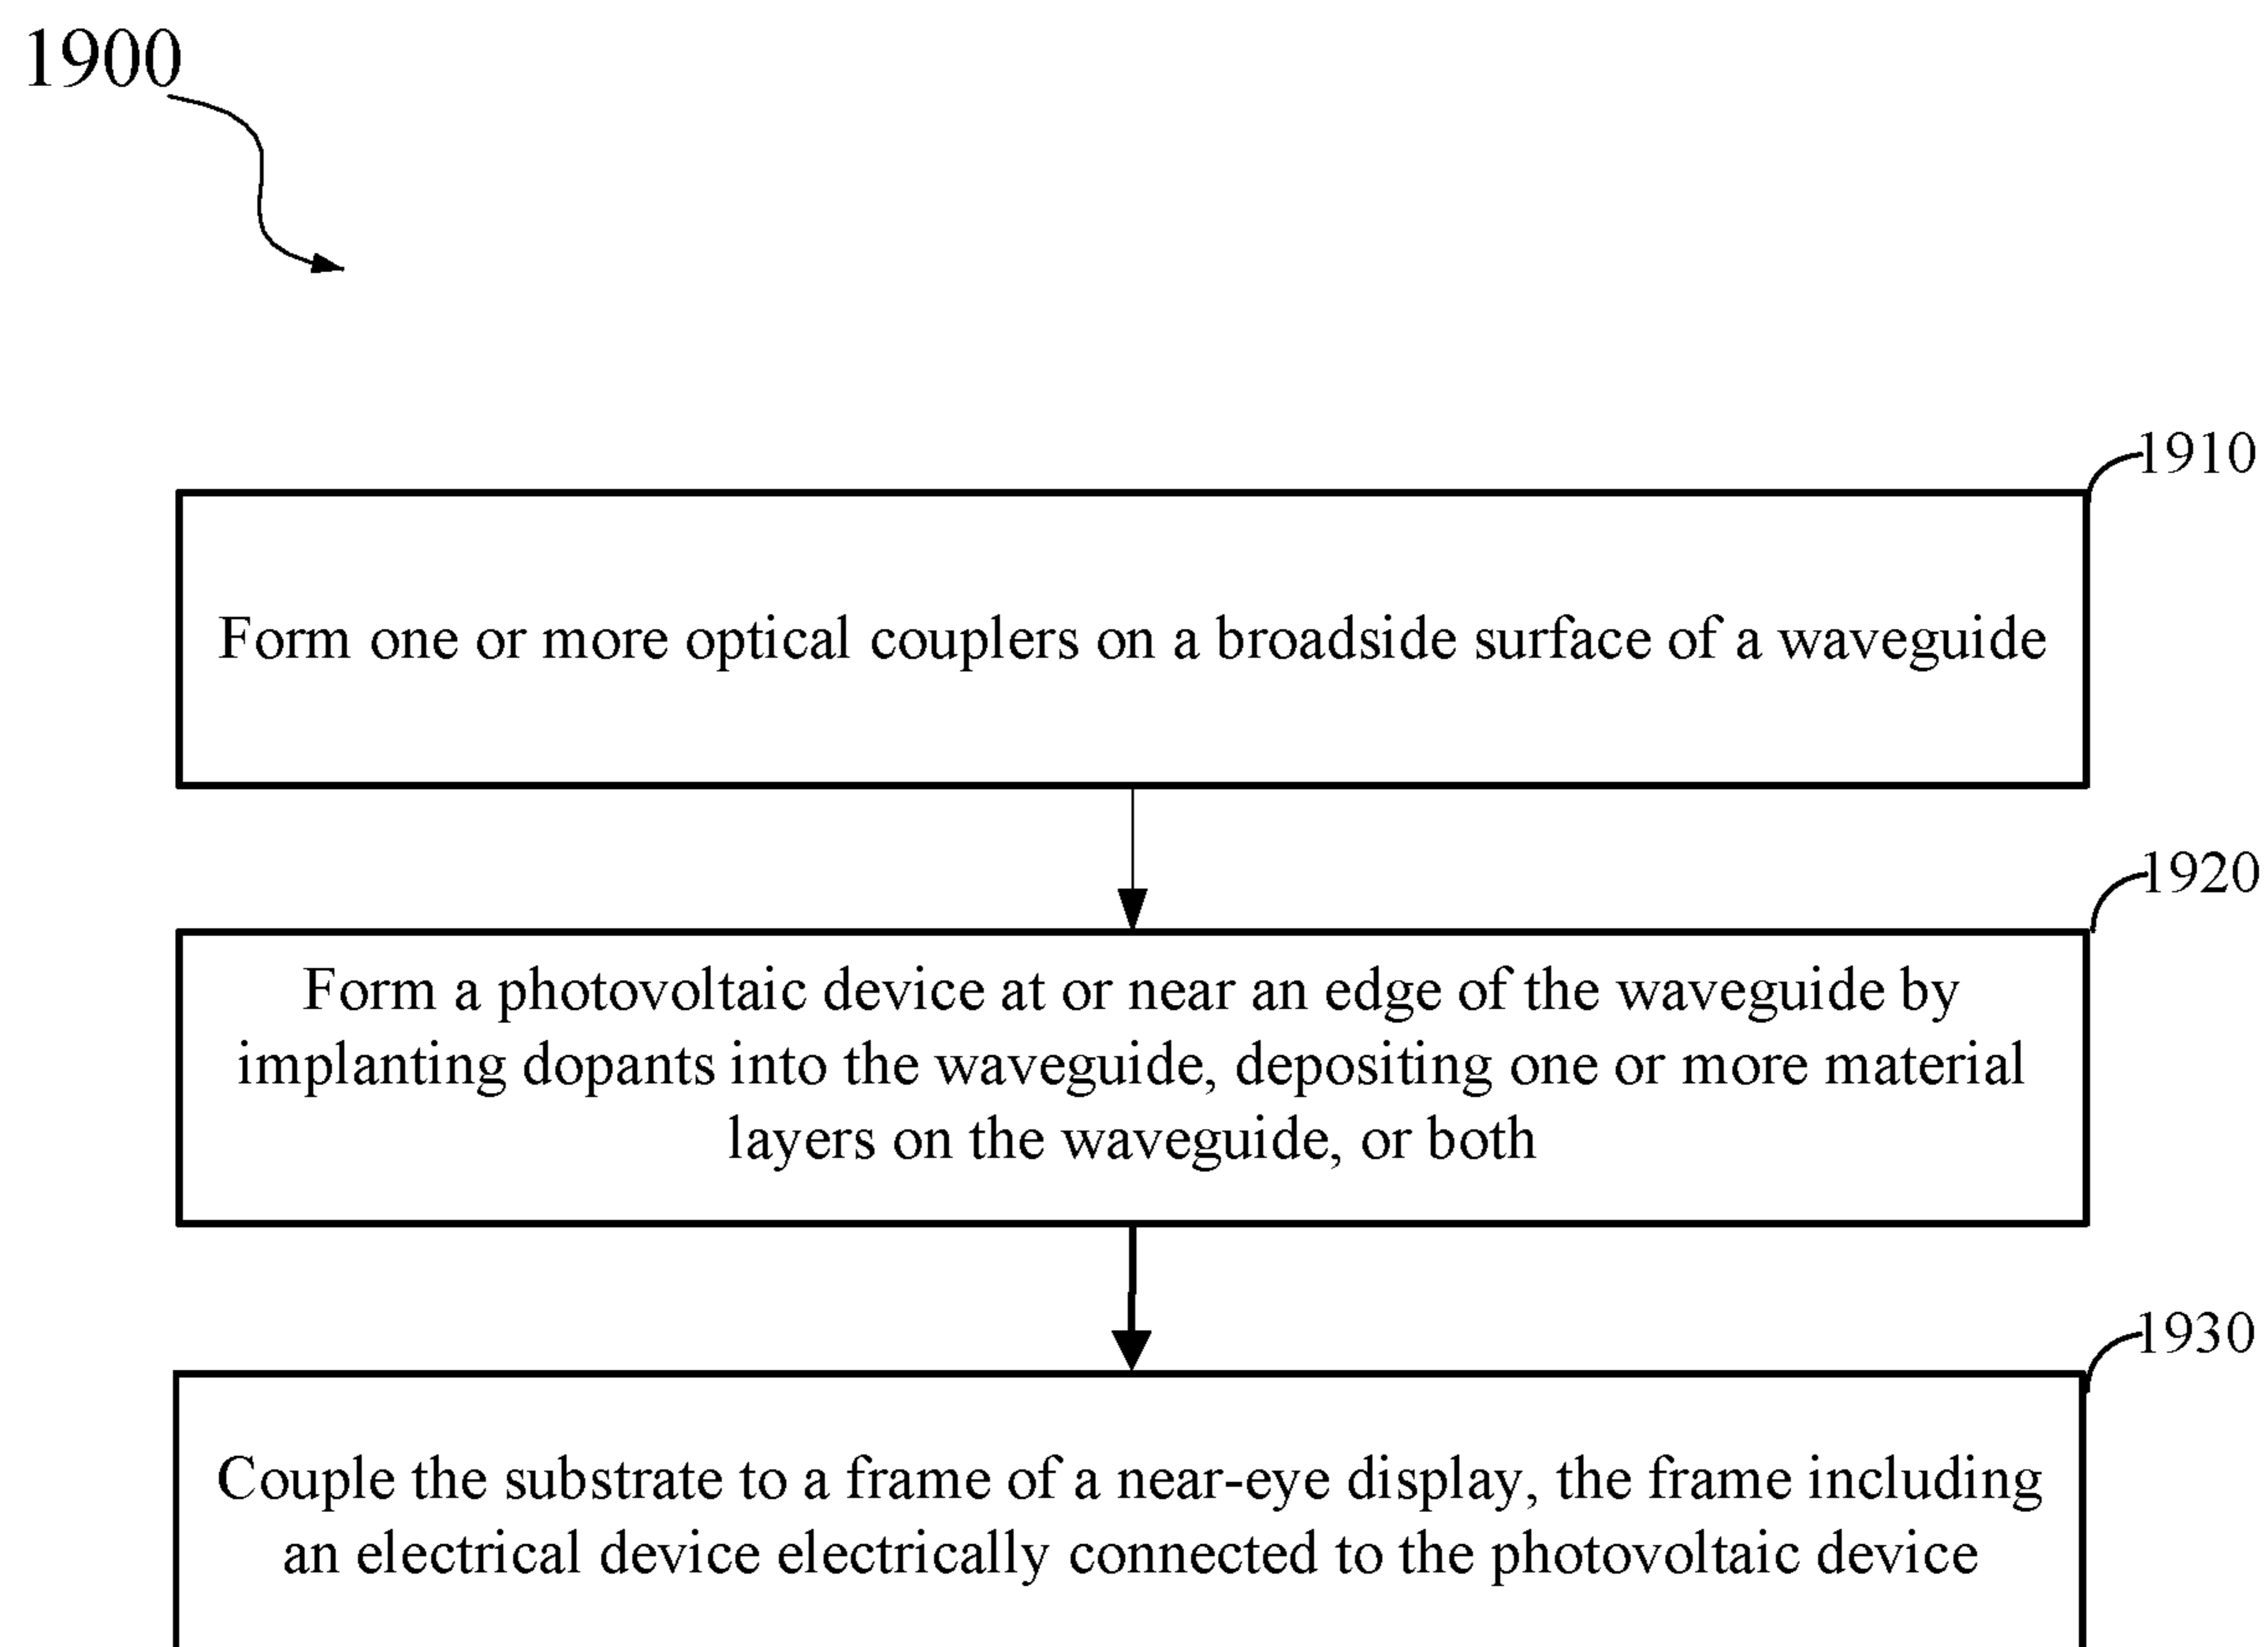 1900
1910
Form one or more optical couplers on a broadside surface of a waveguide
1920
Form a photovoltaic device at or near an edge of the waveguide by
implanting dopants into the waveguide, depositing one or more material
layers on the waveguide, or both
1930
Couple the substrate to a frame of a near-eye display, the frame including
an electrical device electrically connected to the photovoltaic device